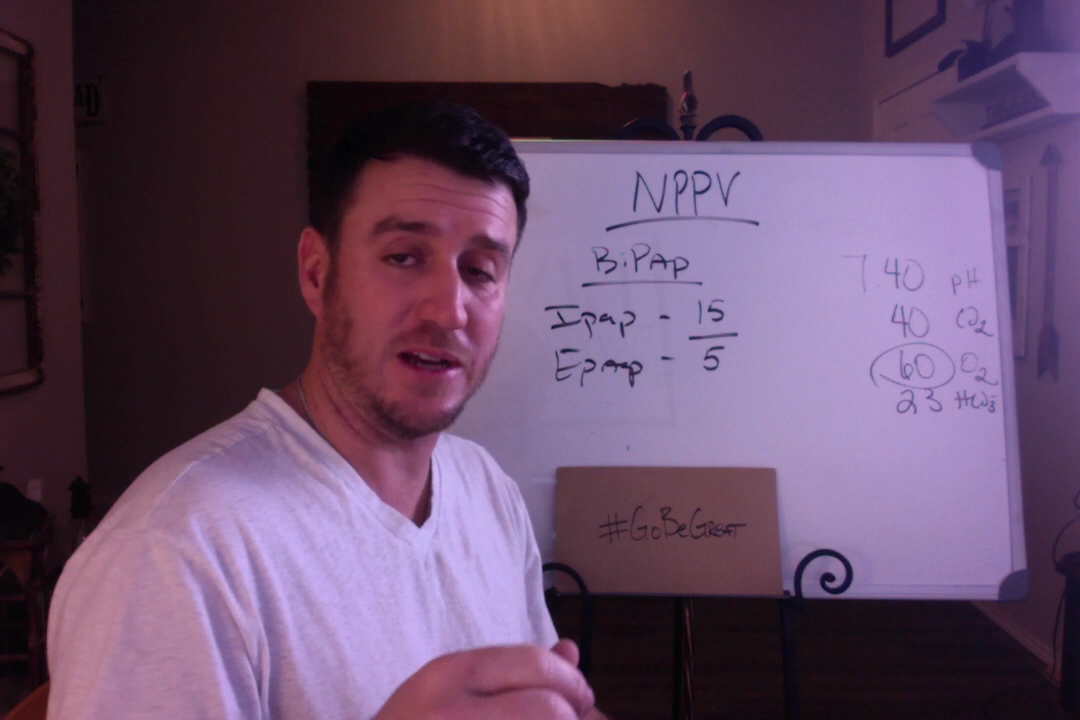 NPPV
BiPAP
Ipap - 15
Epap - 5
7.40 pH
40 CO2
60 O2
23 HCO3-
#GoBeGreat